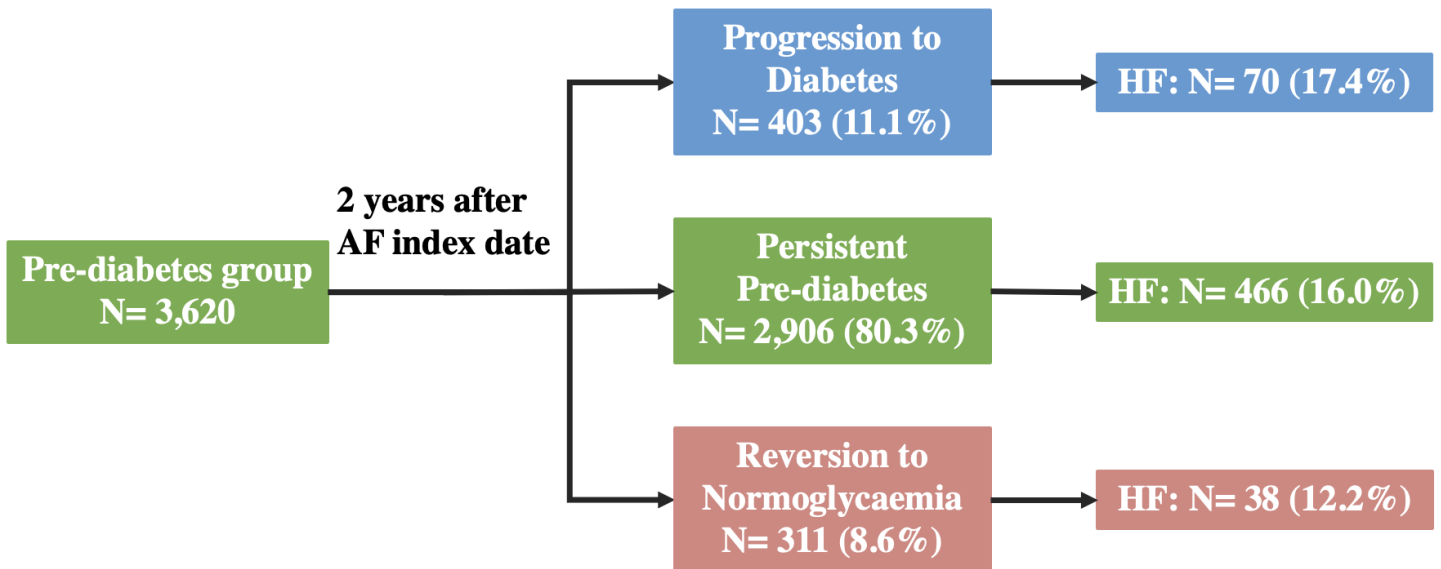 Pre-diabetes group
N= 3,620
2 years after
AF index date
Progression to
Diabetes
N= 403 (11.1%)
HF: N= 70 (17.4%)
Persistent
Pre-diabetes
N= 2,906 (80.3%)
HF: N= 466 (16.0%)
Reversion to
Normoglycaemia
N= 311 (8.6%)
HF: N= 38 (12.2%)